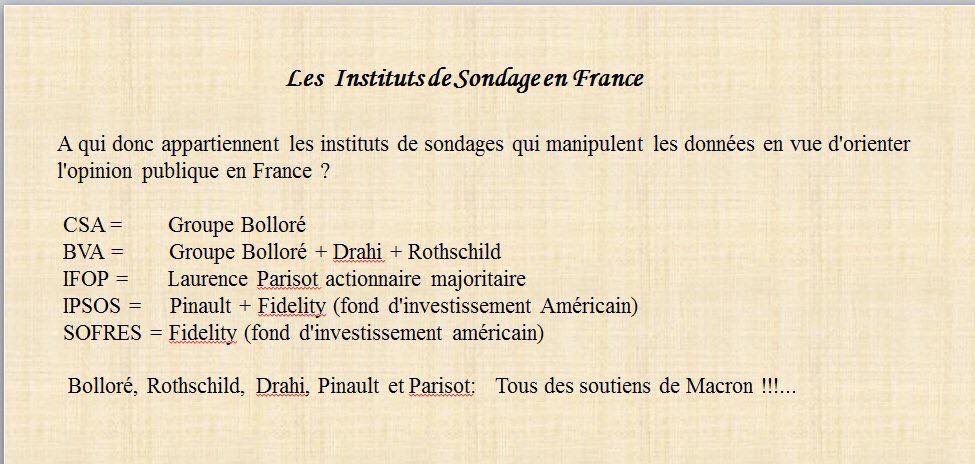 Les Instituts de Sondage en France
A qui donc appartiennent les instituts de sondages qui manipulent les données en vue d'orienter
l'opinion publique en France ?
CSA = Groupe Bolloré
BVA = Groupe Bolloré + Drahi + Rothschild
IFOP = Laurence Parisot actionnaire majoritaire
IPSOS = Pinault + Fidelity (fond d'investissement Américain)
SOFRES = Fidelity (fond d'investissement américain)
Bolloré, Rothschild, Drahi, Pinault et Parisot: Tous des soutiens de Macron !!!...